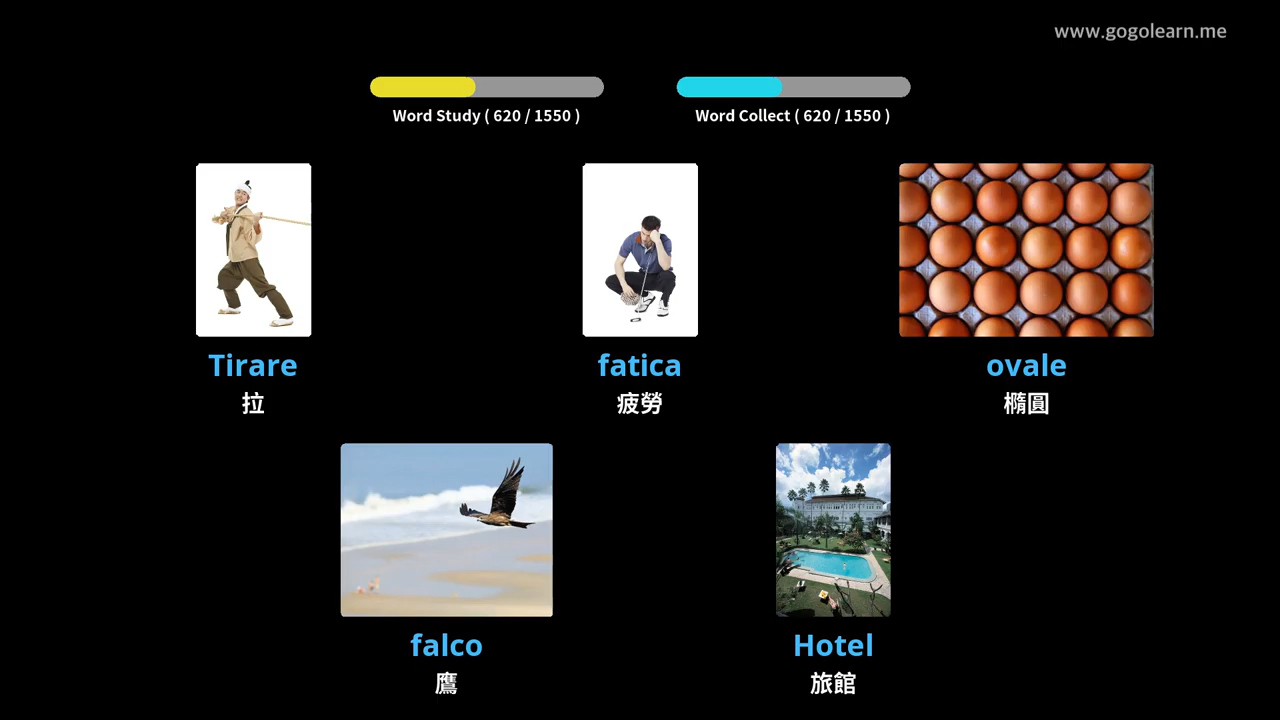 www.gogolearn.me
Word Study ( 620 / 1550 )
Word Collect ( 620 / 1550 )
Tirare
拉
fatica
疲勞
ovale
橢圓
falco
鷹
Hotel
旅館